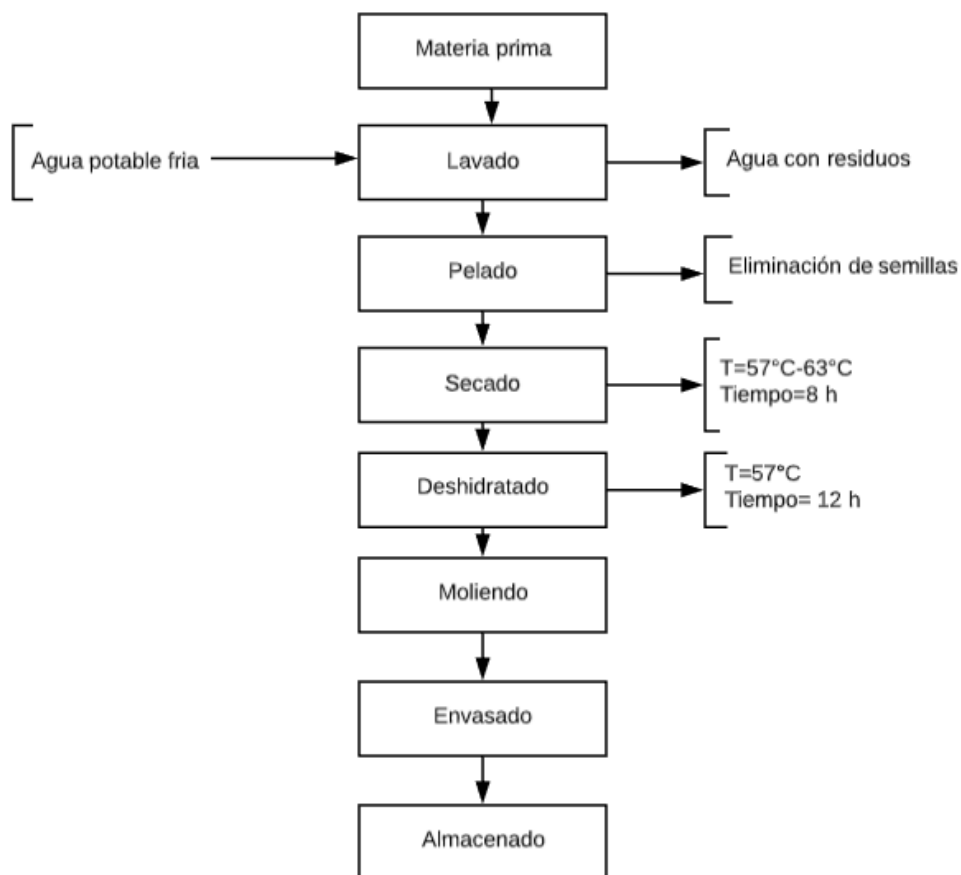 Materia prima
Agua potable fria
Lavado
Agua con residuos
Pelado
Eliminación de semillas
Secado
T=57°C-63°C
Tiempo=8 h
Deshidratado
T=57°C
Tiempo= 12 h
Moliendo
Envasado
Almacenado